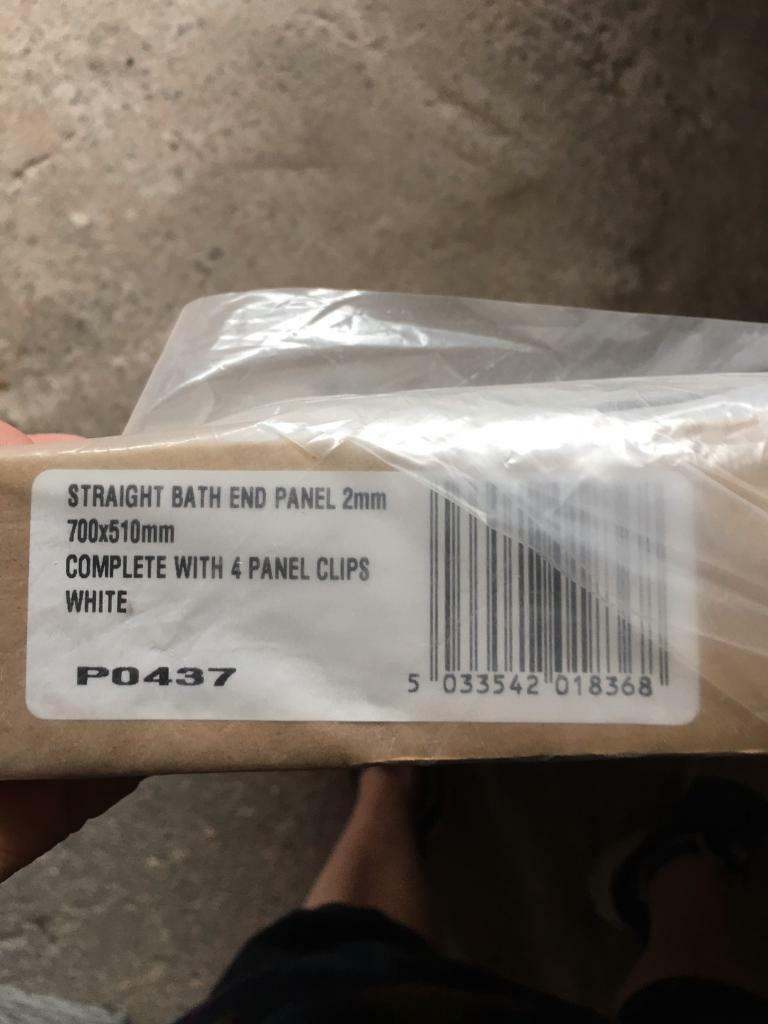 STRAIGHT BATH END PANEL 2mm
700x510mm
COMPLETE WITH 4 PANEL CLIPS
WHITE
P0437
5 033542 018368